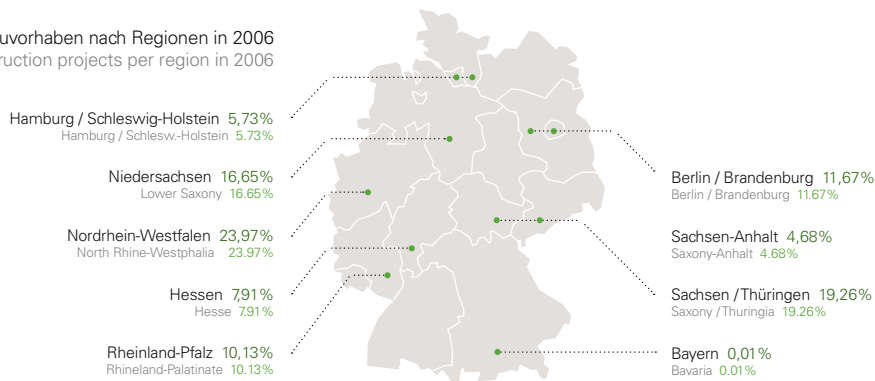 uvorhaben nach Regionen in 2006
ruction projects per region in 2006
Hamburg / Schleswig-Holstein 5,73%
Hamburg / Schlesw.-Holstein 5.73%
Niedersachsen 16,65%
Lower Saxony 16.65%
Nordrhein-Westfalen 23,97%
North Rhine-Westphalia 23.97%
Hessen 7,91%
Hesse 7.91%
Rheinland-Pfalz 10,13%
Rhineland-Palatinate 10.13%
Berlin / Brandenburg 11,67%
Berlin / Brandenburg 11.67%
Sachsen-Anhalt 4,68%
Saxony-Anhalt 4.68%
Sachsen / Thüringen 19,26%
Saxony / Thuringia 19.26%
Bayern 0,01%
Bavaria 0.01%